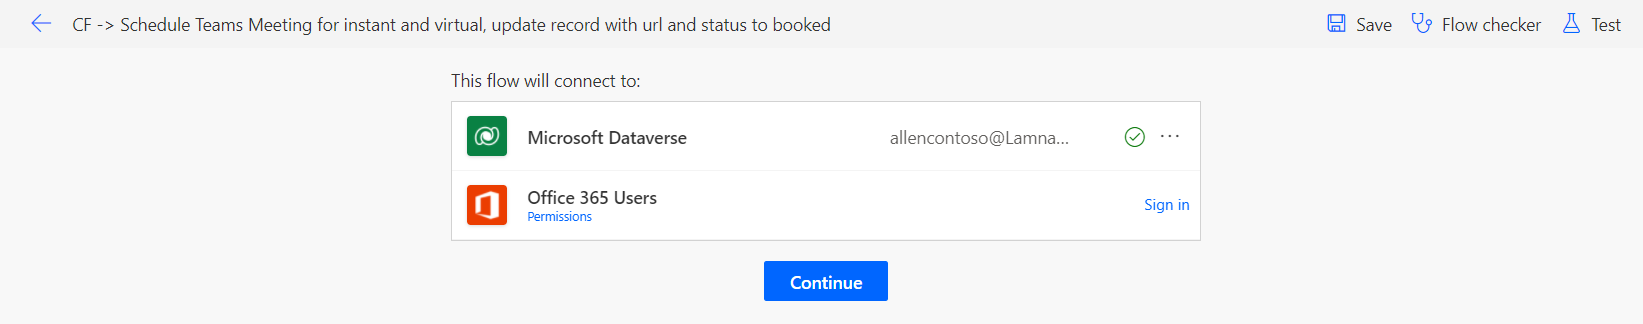 CF -> Schedule Teams Meeting for instant and virtual, update record with url and status to booked
Save
Flow checker
Test
This flow will connect to:
Microsoft Dataverse
allencontoso@Lamna...
Office 365 Users
Permissions
Sign in
Continue